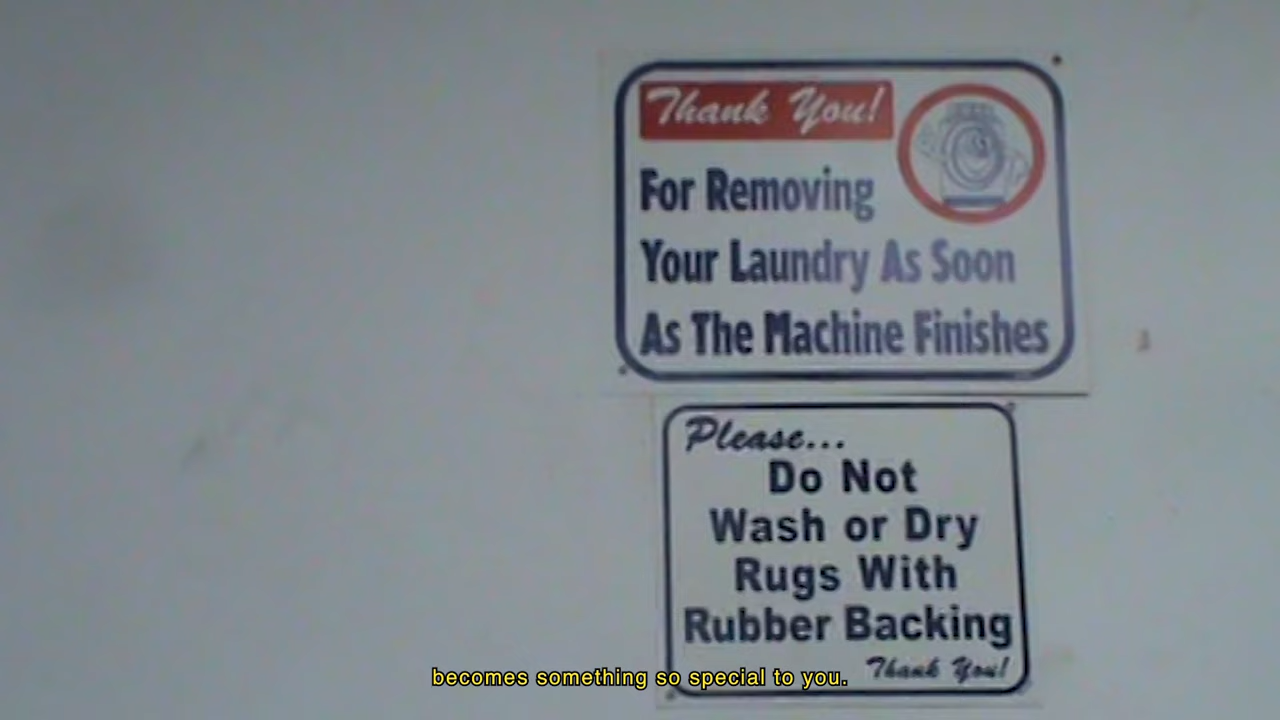 Thank You!
For Removing
Your Laundry As Soon
As The Machine Finishes
Please...
Do Not
Wash or Dry
Rugs With
Rubber Backing
Thank You!
becomes something so special to you.